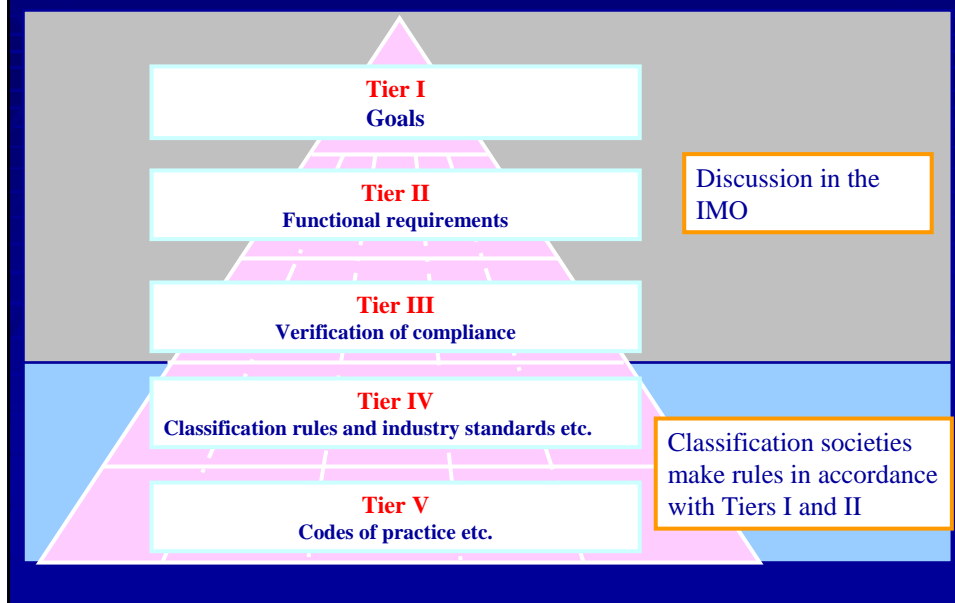 Tier I
Goals
Tier II
Functional requirements
Discussion in the
IMO
Tier III
Verification of compliance
Tier IV
Classification rules and industry standards etc.
Classification societies
make rules in accordance
with Tiers I and II
Tier V
Codes of practice etc.